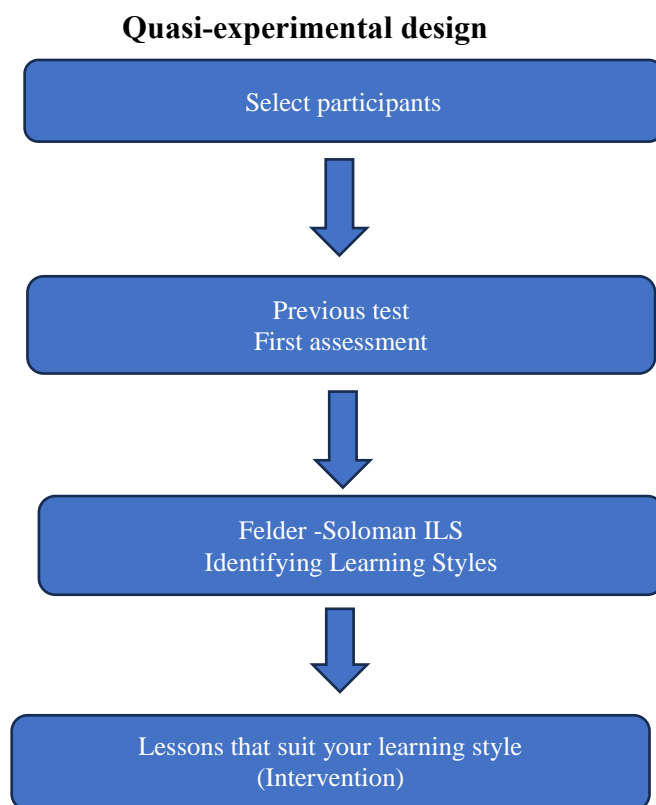 Quasi-experimental design
Select participants
Previous test
First assessment
Felder -Soloman ILS
Identifying Learning Styles
Lessons that suit your learning style
(Intervention)